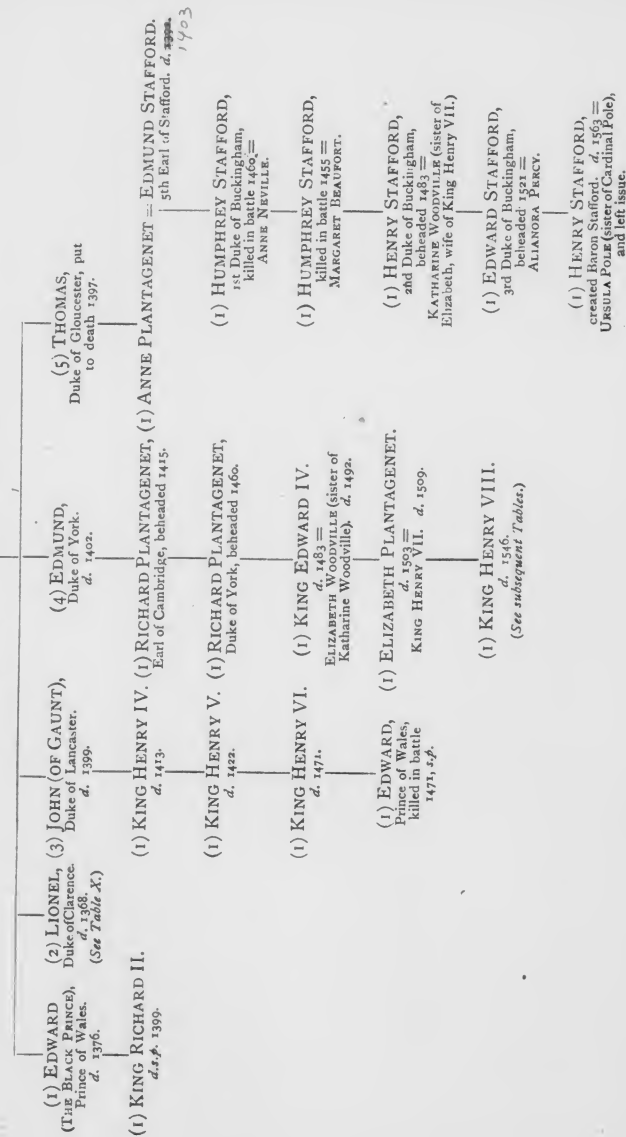 (1) EDWARD
(THE BLACK PRINCE),
Prince of Wales.
d. 1376.
(1) KING RICHARD II.
d.s.p. 1399.
(2) LIONEL,
Duke of Clarence.
d. 1368.
(See Table X.)
(3) JOHN (OF GAUNT),
Duke of Lancaster.
d. 1399.
(1) KING HENRY IV.
d. 1413.
(1) KING HENRY V.
d. 1422.
(1) KING HENRY VI.
d. 1471.
(1) EDWARD,
Prince of Wales,
killed in battle
1471, s.p.
(4) EDMUND,
Duke of York.
d. 1402.
(1) RICHARD PLANTAGENET,
Earl of Cambridge, beheaded 1415.
(1) RICHARD PLANTAGENET,
Duke of York, beheaded 1460.
(1) KING EDWARD IV.
d. 1483 =
ELIZABETH WOODVILLE (sister of
Katharine Woodville). d. 1492.
(1) ELIZABETH PLANTAGENET.
d. 1503 =
KING HENRY VII. d. 1509.
(1) KING HENRY VIII.
d. 1546.
(See subsequent Tables.)
(5) THOMAS,
Duke of Gloucester, put
to death 1397.
(1) ANNE PLANTAGENET = EDMUND STAFFORD.
5th Earl of Stafford. d.
1403
(1) HUMPHREY STAFFORD,
1st Duke of Buckingham,
killed in battle 1460 =
ANNE NEVILLE.
(1) HUMPHREY STAFFORD,
killed in battle 1455 =
MARGARET BEAUFORT.
(1) HENRY STAFFORD,
2nd Duke of Buckingham,
beheaded 1483 =
KATHARINE WOODVILLE (sister of
Elizabeth, wife of King Henry VII.)
(1) EDWARD STAFFORD,
3rd Duke of Buckingham,
beheaded 1521 =
ALIANORA PERCY.
(1) HENRY STAFFORD,
created Baron Stafford. d. 1563 =
URSULA POLE (sister of Cardinal Pole),
and left issue.